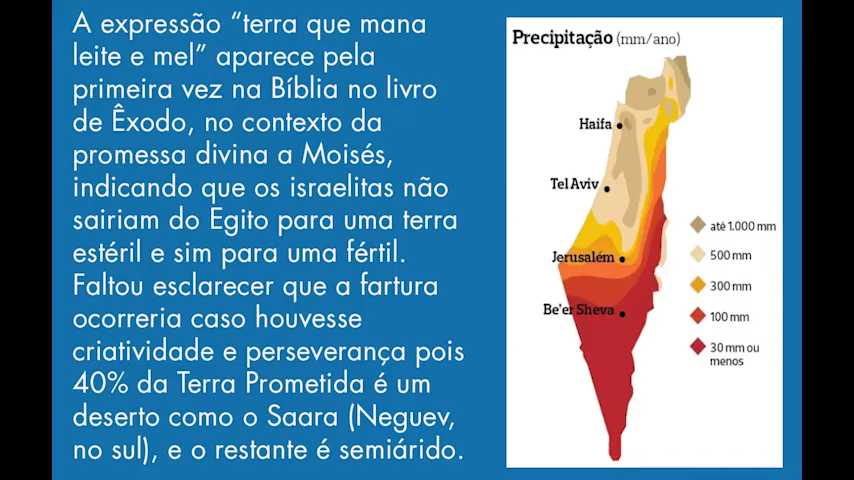 A expressão “terra que mana
leite e mel” aparece pela
primeira vez na Bíblia no livro
de Êxodo, no contexto da
promessa divina a Moisés,
indicando que os israelitas não
sairiam do Egito para uma terra
estéril e sim para uma fértil.
Faltou esclarecer que a fartura
ocorreria caso houvesse
criatividade e perseverança pois
40% da Terra Prometida é um
deserto como o Saara (Neguev,
no sul), e o restante é semiárido.
Precipitação (mm/ano)
Haifa
Tel Aviv
Jerusalém
Be'er Sheva
até 1.000 mm
500 mm
300 mm
100 mm
30 mm ou
menos